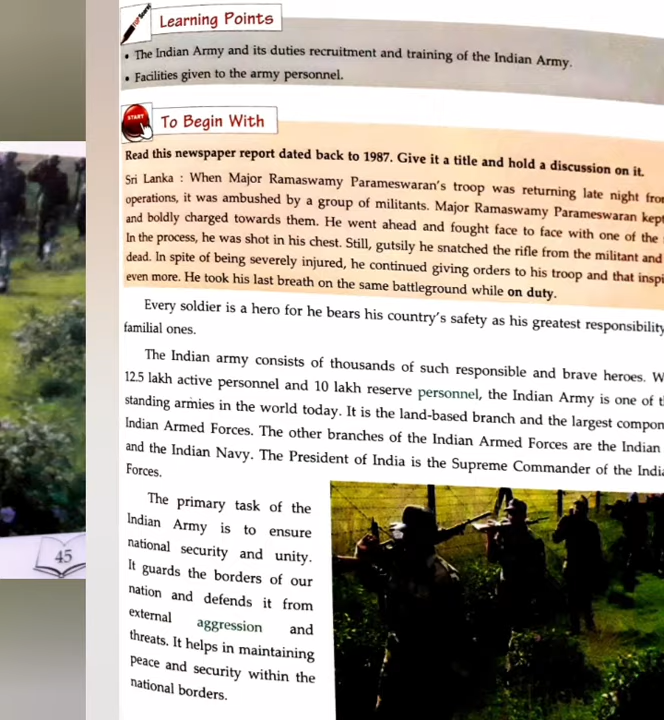 Learning Points
• The Indian Army and its duties recruitment and training of the Indian Army.
• Facilities given to the army personnel.
START
To Begin With
Read this newspaper report dated back to 1987. Give it a title and hold a discussion on it.
Sri Lanka : When Major Ramaswamy Parameswaran's troop was returning late night
operations, it was ambushed by a group of militants. Major Ramaswamy Parameswaran kept
and boldly charged towards them. He went ahead and fought face to face with one of the
In the process, he was shot in his chest. Still, gutsily he snatched the rifle from the militant and
dead. In spite of being severely injured, he continued giving orders to his troop and that
even more. He took his last breath on the same battleground while on duty.
Every soldier is a hero for he bears his country's safety as his greatest responsibility
familial ones.
The Indian army consists of thousands of such responsible and brave heroes.
12.5 lakh active personnel and 10 lakh reserve personnel, the Indian Army is one of
standing armies in the world today. It is the land-based branch and the largest
Indian Armed Forces. The other branches of the Indian Armed Forces are the Indian
and the Indian Navy. The President of India is the Supreme Commander of the
Forces.
The primary task of the
Indian Army is to ensure
national security and unity.
It guards the borders of our
nation and defends it from
external aggression and
threats. It helps in maintaining
peace and security within the
national borders.
45